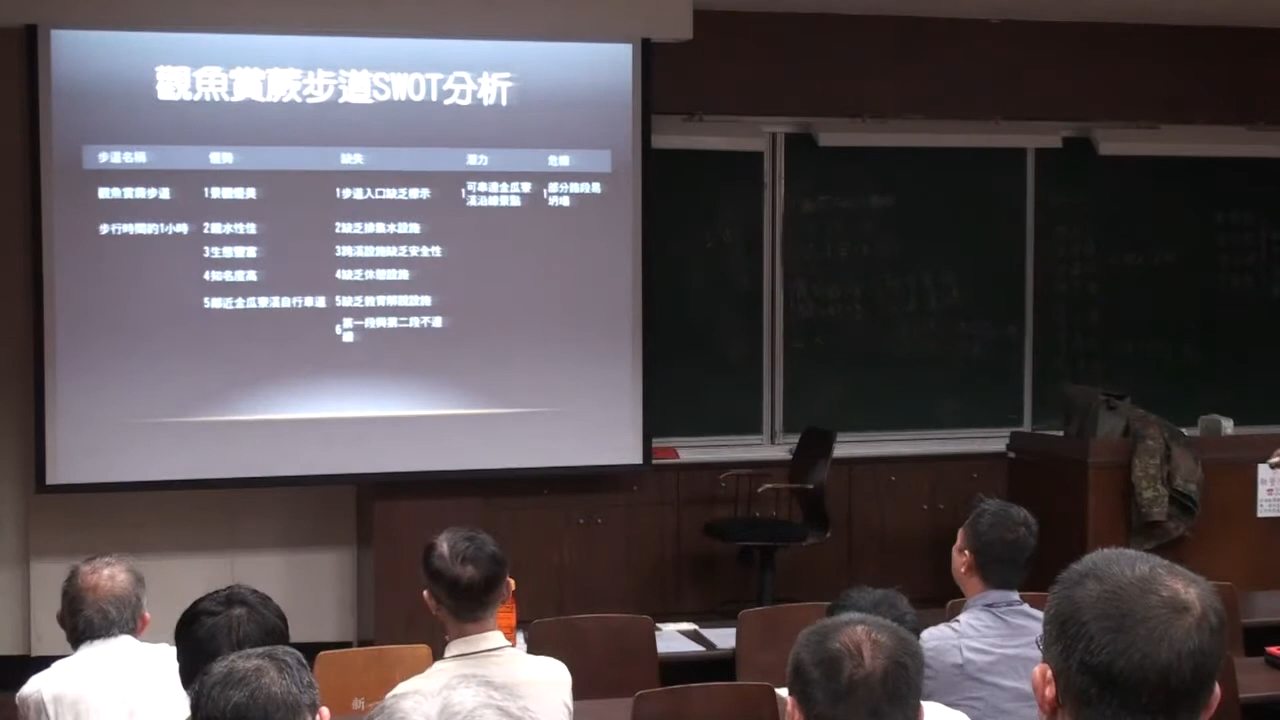 觀魚賞蕨步道SWOT分析
步道名稱 優勢 缺失 潛力 危機
觀魚賞蕨步道 1景觀優美 1步道入口缺乏標示 1可串連金瓜寮溪沿線景點 1部分路段易坍塌
步行時間約1小時 2親水性佳 2缺乏排集水設施
3生態豐富 3跨溪設施缺乏安全性
4知名度高 4缺乏休憩設施
5鄰近金瓜寮溪自行車道 5缺乏教育解說設施
6第一段與第二段不連續
新